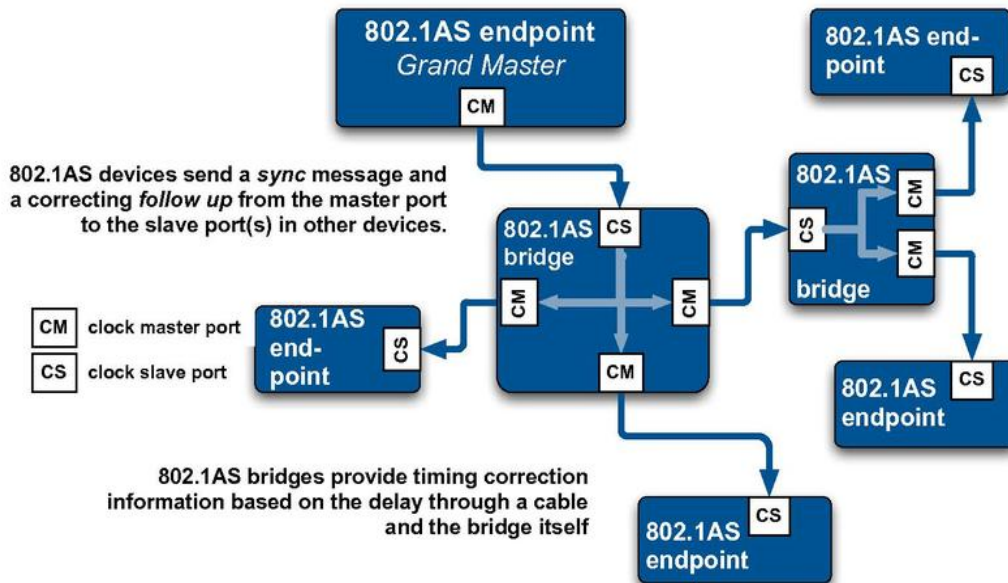 802.1AS endpoint
Grand Master
CM
802.1AS end-
point
CS
802.1AS devices send a sync message and
a correcting follow up from the master port
to the slave port(s) in other devices.
CS
802.1AS
bridge
CM
CM
CM
802.1AS
CM
CS
CM
bridge
CM clock master port
CS clock slave port
802.1AS
end-
point
CS
CS
802.1AS
endpoint
802.1AS bridges provide timing correction
information based on the delay through a cable
and the bridge itself
CS
802.1AS
endpoint